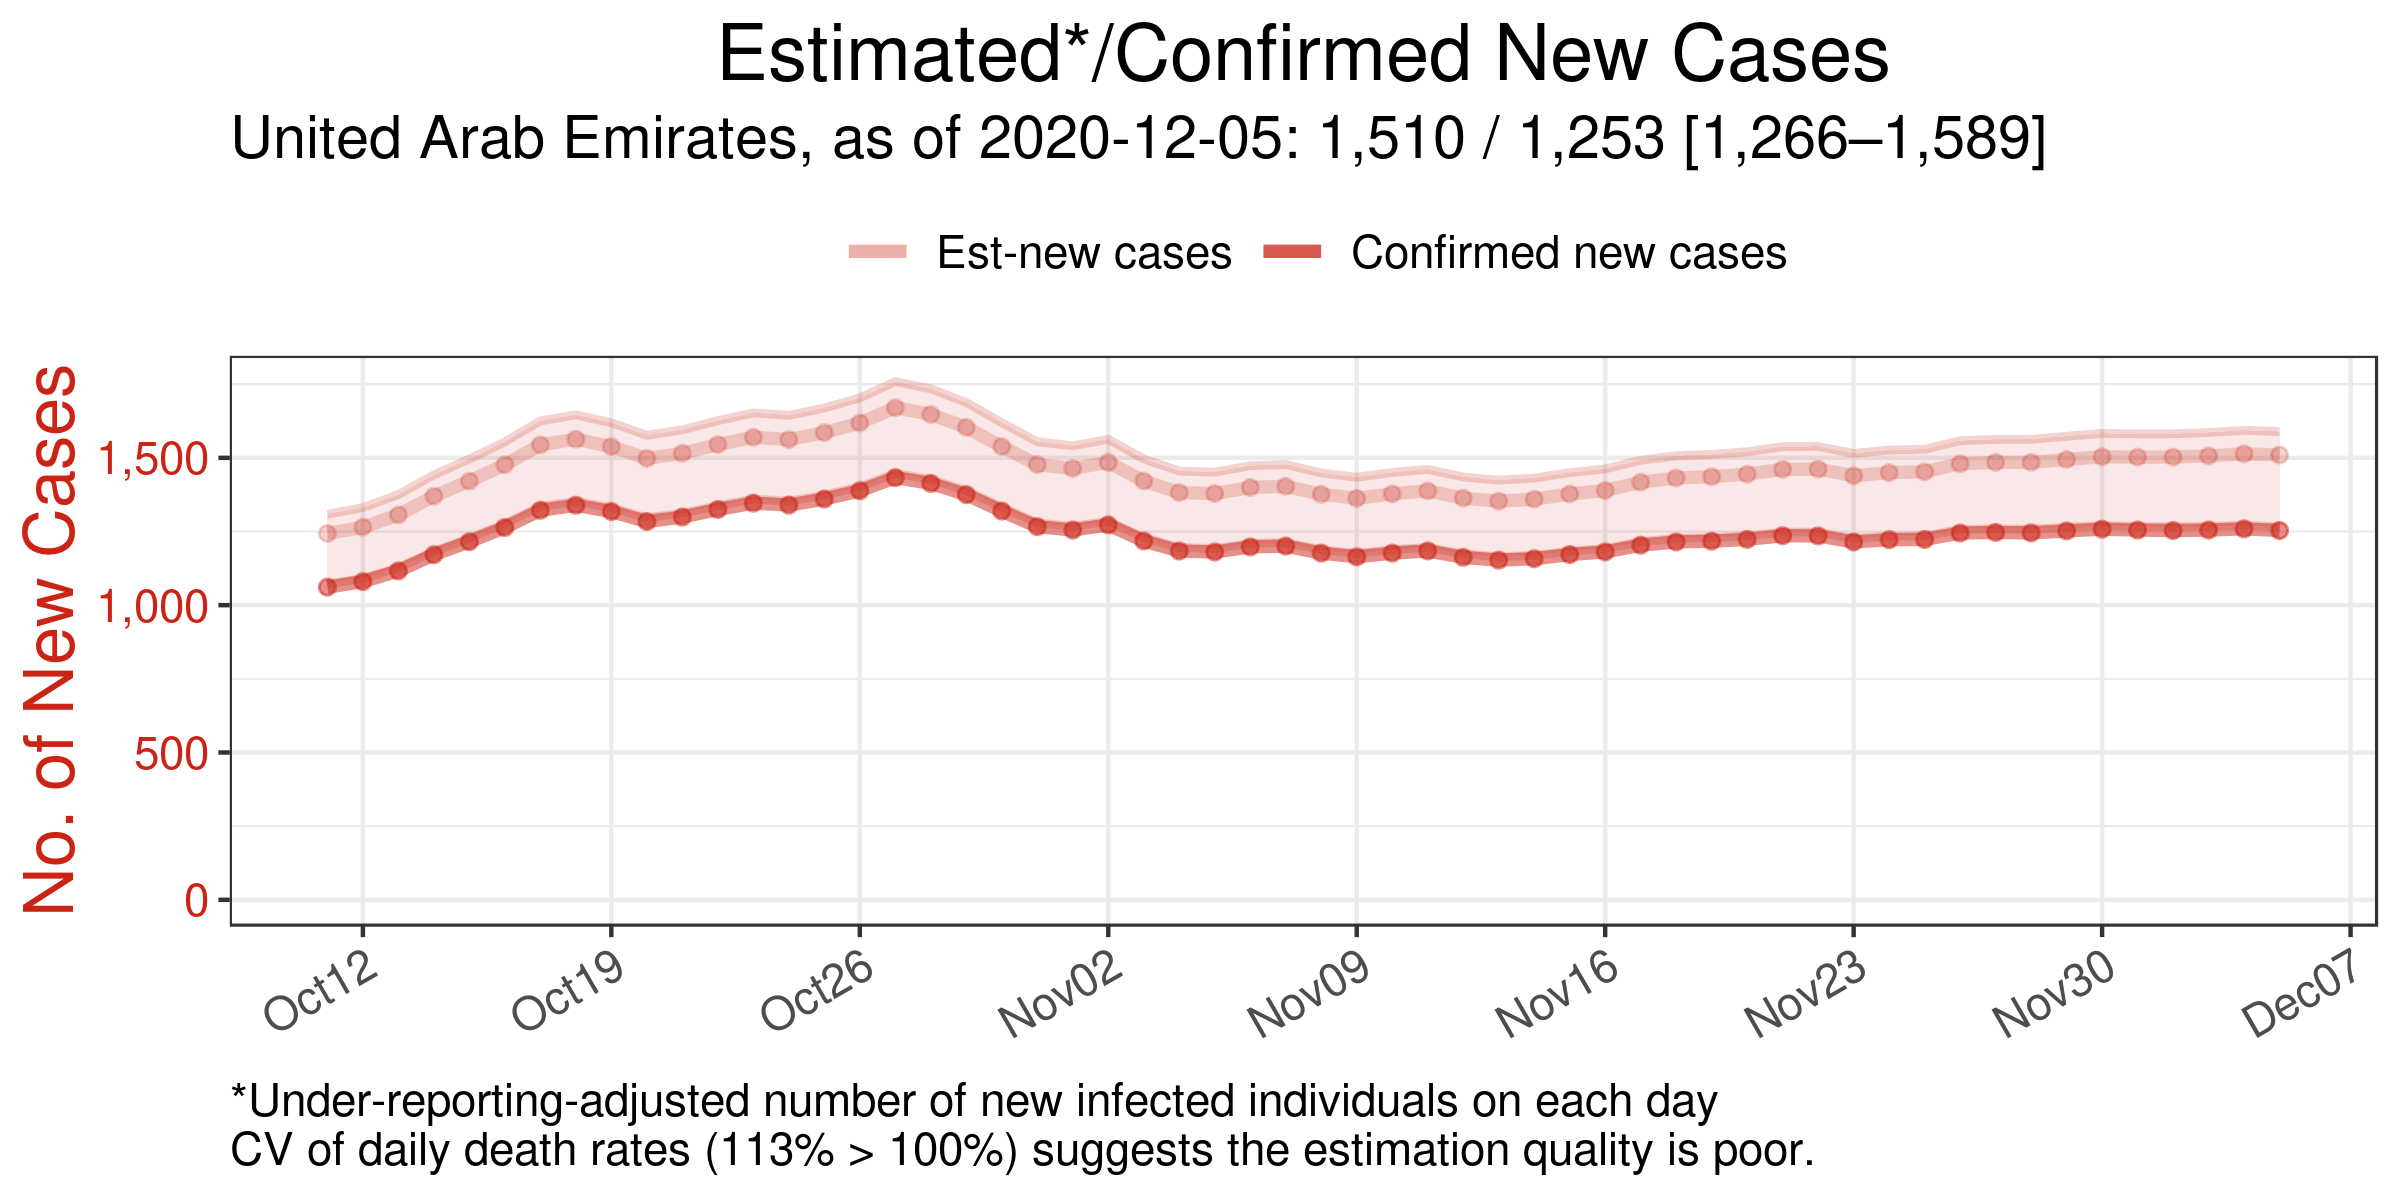 Estimated*/Confirmed New Cases
United Arab Emirates, as of 2020-12-05: 1,510 / 1,253 [1,266–1,589]
Est-new cases
Confirmed new cases
No. of New Cases
1,500
1,000
500
0
Oct12
Oct19
Oct26
Nov02
Nov09
Nov16
Nov23
Nov30
Dec07
*Under-reporting-adjusted number of new infected individuals on each day
CV of daily death rates (113% > 100%) suggests the estimation quality is poor.